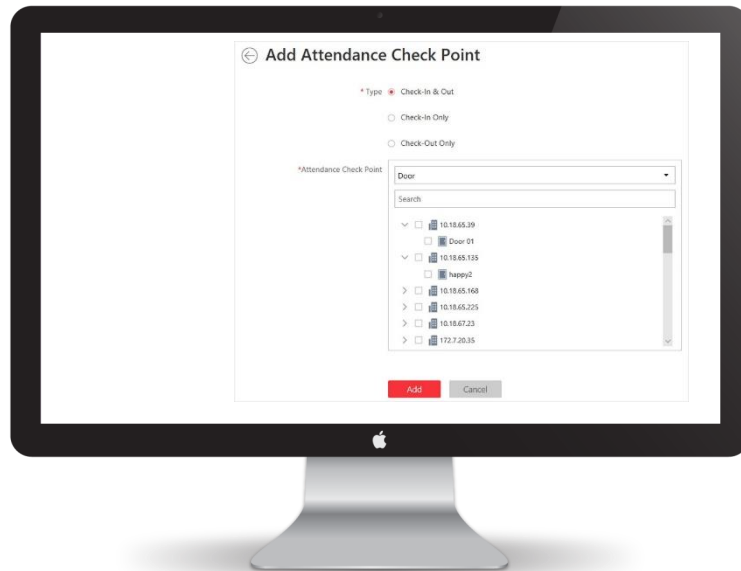 Add Attendance Check Point
* Type Check-In & Out
Check-In Only
Check-Out Only
*Attendance Check Point
Door
Search
10.18.65.39
Door 01
10.18.65.135
happy2
10.18.65.168
10.18.65.225
10.18.67.23
172.7.20.35
Add Cancel